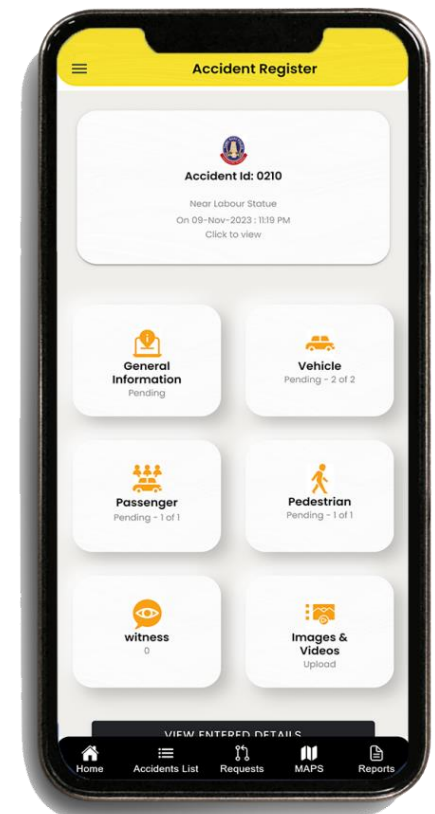 Accident Register
Accident Id: 0210
Near Labour Statue
On 09-Nov-2023 : 11:19 PM
Click to view
General
Information
Pending
Vehicle
Pending - 2 of 2
Passenger
Pending - 1 of 1
Pedestrian
Pending - 1 of 1
witness
0
Images &
Videos
Upload
VIEW ENTERED DETAILS
Home
Accidents List
Requests
MAPS
Reports